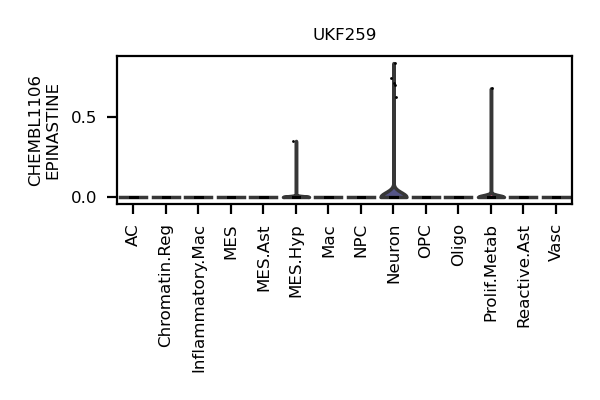 UKF259
CHEMBL1106
EPINASTINE
0.5
0.0
AC
Chromatin.Reg
Inflammatory.Mac
MES
MES.Ast
MES.Hyp
Mac
NPC
Neuron
OPC
Oligo
Prolif.Metab
Reactive.Ast
Vasc